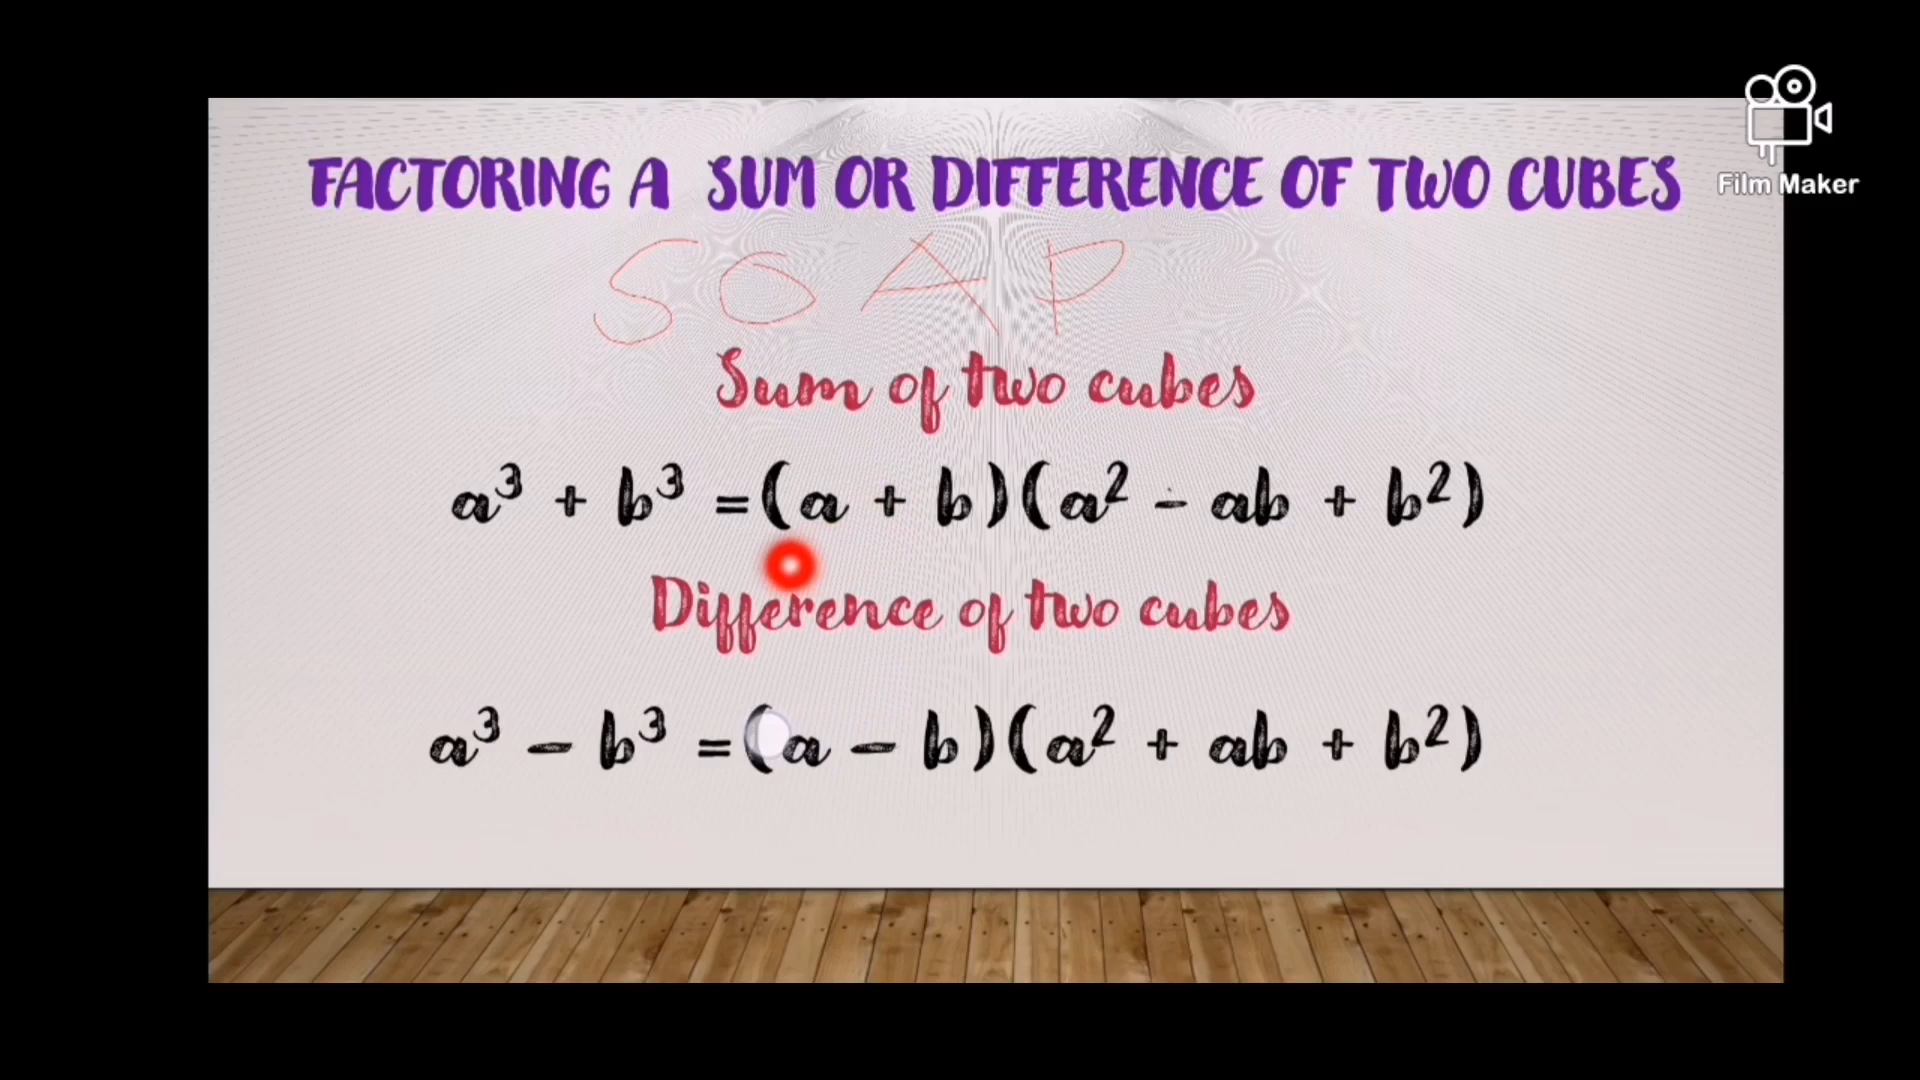 FACTORING A SUM OR DIFFERENCE OF TWO CUBES
Film Maker
SOAP
Sum of two cubes
a³ + b³ = (a + b)(a² - ab + b²)
Difference of two cubes
a³ − b³ = (a − b)(a² + ab + b²)